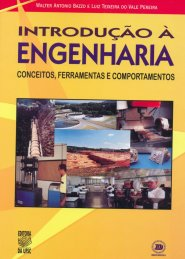 WALTER ANTONIO BAZZO E LUIZ TEIXEIRA DO VALE PEREIRA
INTRODUÇÃO À
ENGENHARIA
CONCEITOS, FERRAMENTAS E COMPORTAMENTOS
EDITORA
DA UFSC